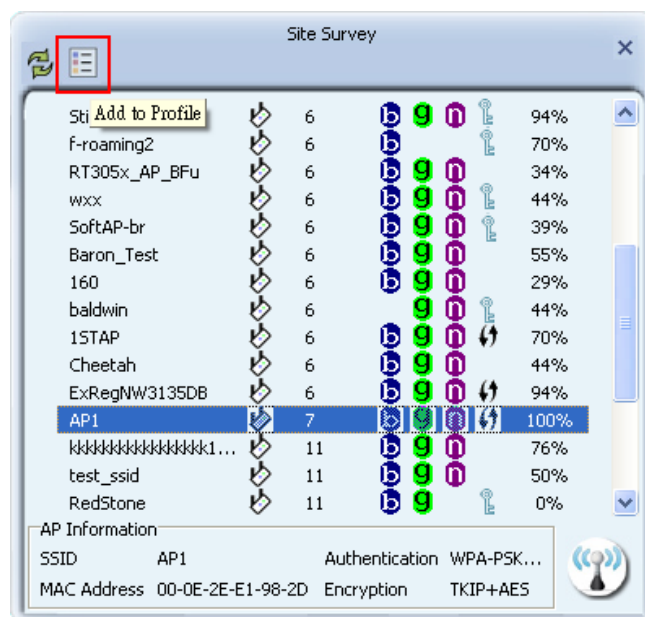 Site Survey
Add to Profile
Sti 6 b g n 94%
f-roaming2 6 b 70%
RT305x_AP_BFu 6 b g n 34%
wxx 6 b g n 44%
SoftAP-br 6 b g n 39%
Baron_Test 6 b g n 55%
160 6 b g n 29%
baldwin 6 g n 44%
1STAP 6 b g n 70%
Cheetah 6 b g n 44%
ExRegNW3135DB 6 b g n 94%
AP1 7 b g n 100%
kkkkkkkkkkkkkkkk1... 11 b g n 76%
test_ssid 11 b g n 50%
RedStone 11 b g 0%
AP Information
SSID AP1 Authentication WPA-PSK...
MAC Address 00-0E-2E-E1-98-2D Encryption TKIP+AES